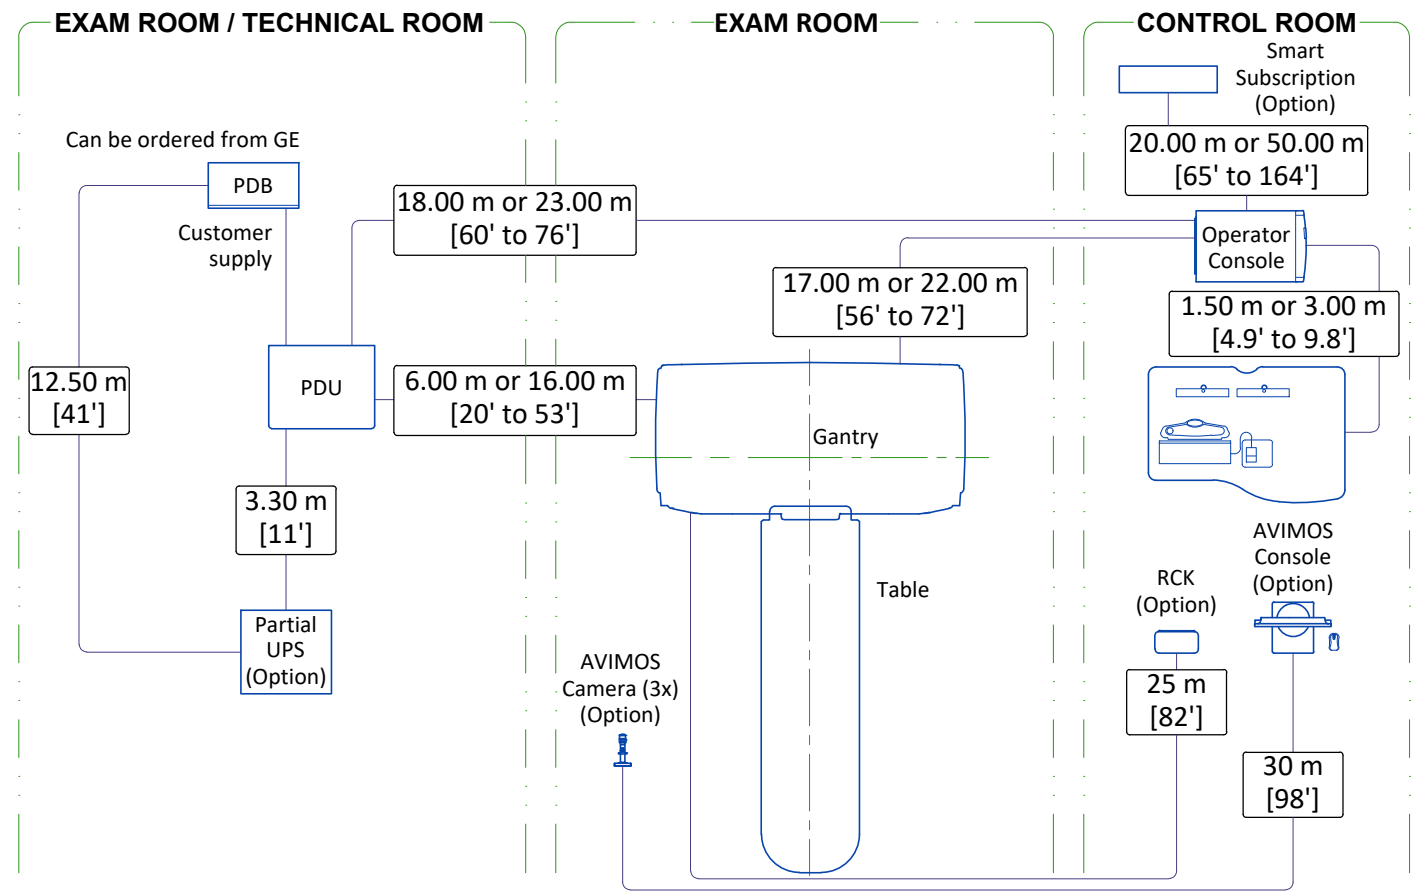 EXAM ROOM / TECHNICAL ROOM
EXAM ROOM
CONTROL ROOM
Can be ordered from GE
PDB
Customer
supply
12.50 m
[41']
PDU
3.30 m
[11']
Partial
UPS
(Option)
18.00 m or 23.00 m
[60' to 76']
6.00 m or 16.00 m
[20' to 53']
17.00 m or 22.00 m
[56' to 72']
Gantry
Table
AVIMOS
Camera (3x)
(Option)
Smart
Subscription
(Option)
20.00 m or 50.00 m
[65' to 164']
Operator
Console
1.50 m or 3.00 m
[4.9' to 9.8']
RCK
(Option)
25 m
[82']
AVIMOS
Console
(Option)
30 m
[98']